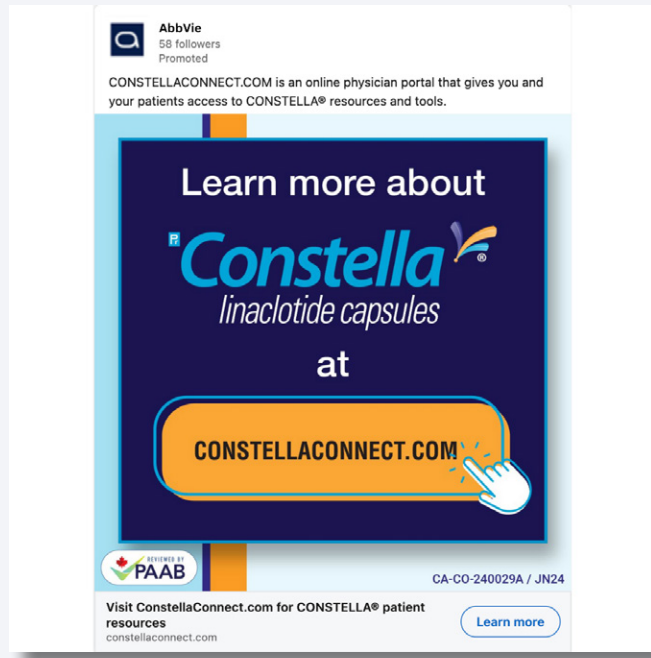 AbbVie
58 followers
Promoted
CONSTELLACONNECT.COM is an online physician portal that gives you and
your patients access to CONSTELLA® resources and tools.
Learn more about
Pr Constella®
linaclotide capsules
at
CONSTELLACONNECT.COM
REVIEWED BY
PAAB
CA-CO-240029A / JN24
Visit ConstellaConnect.com for CONSTELLA® patient
resources
constellaconnect.com
Learn more